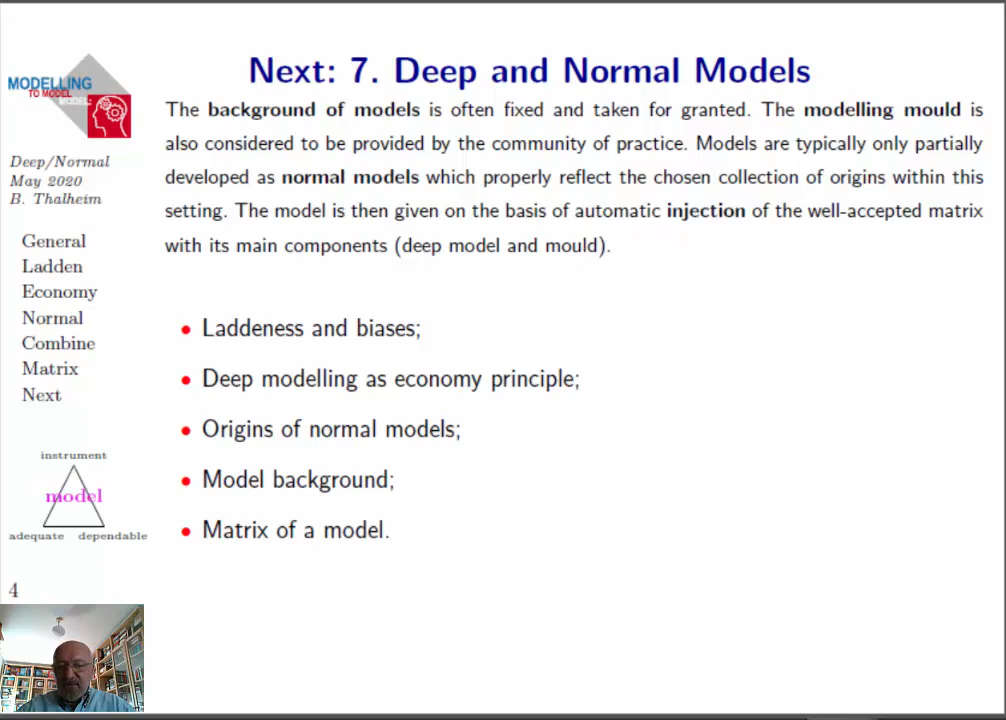 Next: 7. Deep and Normal Models
The background of models is often fixed and taken for granted. The modelling mould is
also considered to be provided by the community of practice. Models are typically only partially
developed as normal models which properly reflect the chosen collection of origins within this
setting. The model is then given on the basis of automatic injection of the well-accepted matrix
with its main components (deep model and mould).
• Laddeness and biases;
• Deep modelling as economy principle;
• Origins of normal models;
• Model background;
• Matrix of a model.
MODELLING
TO MODEL
MODEL:
Deep/Normal
May 2020
B. Thalheim
General
Ladden
Economy
Normal
Combine
Matrix
Next
instrument
model
adequate dependable
4